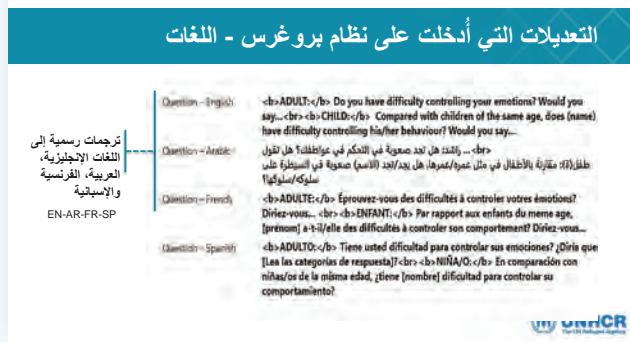 التعديلات التي أُدخلت على نظام بروغرس - اللغات
ترجمات رسمية إلى
اللغات الإنجليزية،
العربية، الفرنسية
والإسبانية
EN-AR-FR-SP
Question - English
<b>ADULT:</b> Do you have difficulty controlling your emotions? Would you
say...<br><b>CHILD:</b> Compared with children of the same age, does (name)
have difficulty controlling his/her behaviour? Would you say...
Question - Arabic
راشد: هل تجد صعوبة في التحكم في عواطفك؟ هل تقول ...<br>
طفل(ة): مقارنة بالأطفال في مثل عمره/عمرها، هل يجد/تجد (الاسم) صعوبة في السيطرة على
سلوكه/سلوكها؟
Question - French
<b>ADULTE:</b> Éprouvez-vous des difficultés à controler votres émotions?
Diriez-vous... <br> <b>ENFANT:</b> Par rapport aux enfants du meme age,
[prenom] a-t-il/elle des difficultés à controler son comportement? Diriez-vous...
Question - Spanish
<b>ADULTO:</b> Tiene usted dificultad para controlar sus emociones? ¿Diría que
[Lea las categorías de respuesta]?<br> <b>NIÑA/O:</b> En comparación con
niñas/os de la misma edad, ¿tiene [nombre] dificultad para controlar su
comportamiento?
UNHCR
The UN Refugee Agency